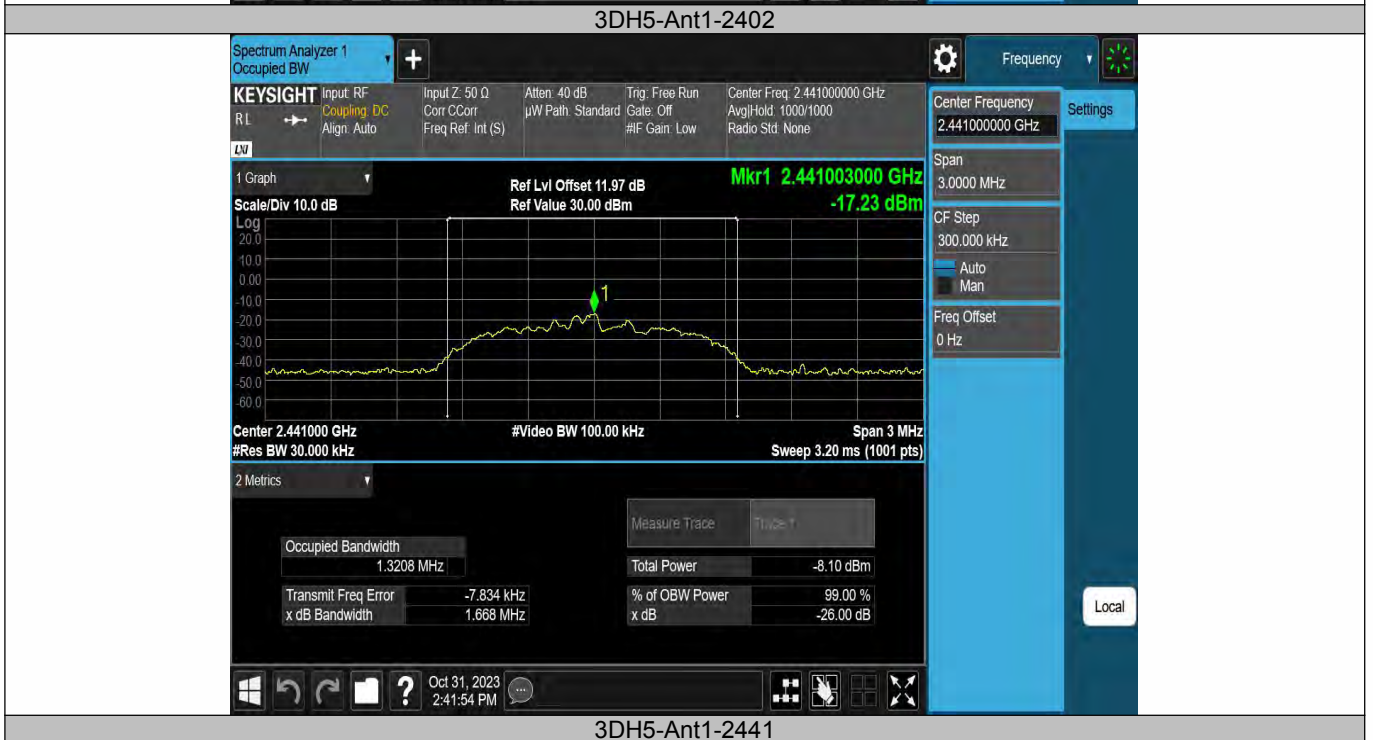 3DH5-Ant1-2402
Spectrum Analyzer 1
Occupied BW
Frequency
KEYSIGHT
R L
LXI
Input: RF
Coupling: DC
Align: Auto
Input Z: 50 Ω
Corr CCorr
Freq Ref: Int (S)
Atten: 40 dB
µW Path: Standard
Trig: Free Run
Gate: Off
#IF Gain: Low
Center Freq: 2.441000000 GHz
Avg|Hold: 1000/1000
Radio Std: None
Center Frequency
2.441000000 GHz
Settings
Span
3.0000 MHz
CF Step
300.000 kHz
Auto
Man
Freq Offset
0 Hz
Local
1 Graph
Scale/Div 10.0 dB
Ref Lvl Offset 11.97 dB
Ref Value 30.00 dBm
Mkr1 2.441003000 GHz
-17.23 dBm
Log
20.0
10.0
0.00
-10.0
-20.0
-30.0
-40.0
-50.0
-60.0
1
Center 2.441000 GHz
#Res BW 30.000 kHz
#Video BW 100.00 kHz
Span 3 MHz
Sweep 3.20 ms (1001 pts)
2 Metrics
Measure Trace
Trace 1
Occupied Bandwidth
1.3208 MHz
Total Power
-8.10 dBm
Transmit Freq Error
-7.834 kHz
% of OBW Power
99.00 %
x dB Bandwidth
1.668 MHz
x dB
-26.00 dB
?
Oct 31, 2023
2:41:54 PM
3DH5-Ant1-2441